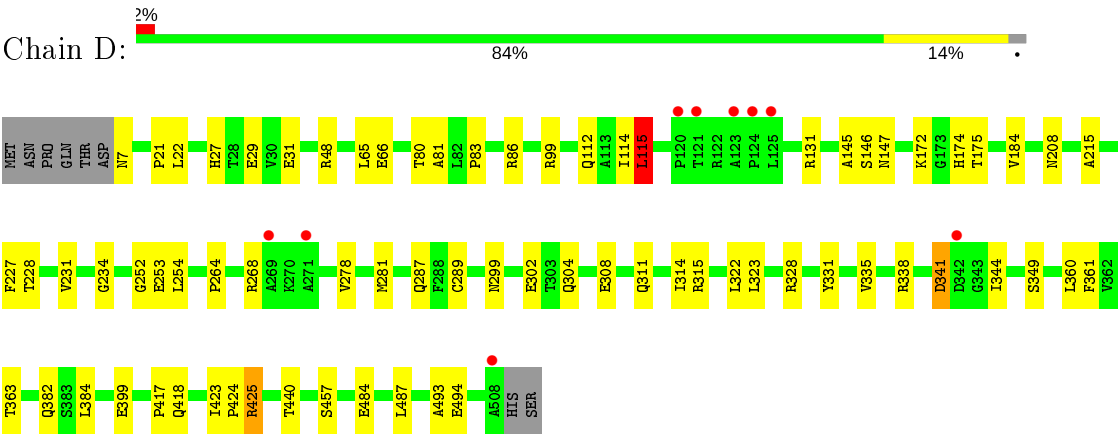 2%
Chain D:
84% 14% •
MET ASN PRO GLN THR ASP N7 P21 L22 H27 T28 E29 V30 E31 R48 L65 E66 T80 A81 L82 P83 R86 R99 Q112 A113 I114 L115 P120 T121 R122 A123 P124 L125 R131 A145 S146 N147 K172 G173 H174 T175 V184 N208 A215
F227 T228 V231 G234 G252 E253 L254 P264 R268 A269 K270 A271 V278 M281 Q287 F288 C289 N299 E302 T303 Q304 E308 Q311 I314 R315 L322 L323 R328 Y331 V335 R338 D341 D342 G343 I344 S349 L360 F361 V362
T363 Q382 S383 L384 E399 P417 Q418 I423 P424 R425 T440 S457 E484 L487 A493 E494 A508 HIS SER